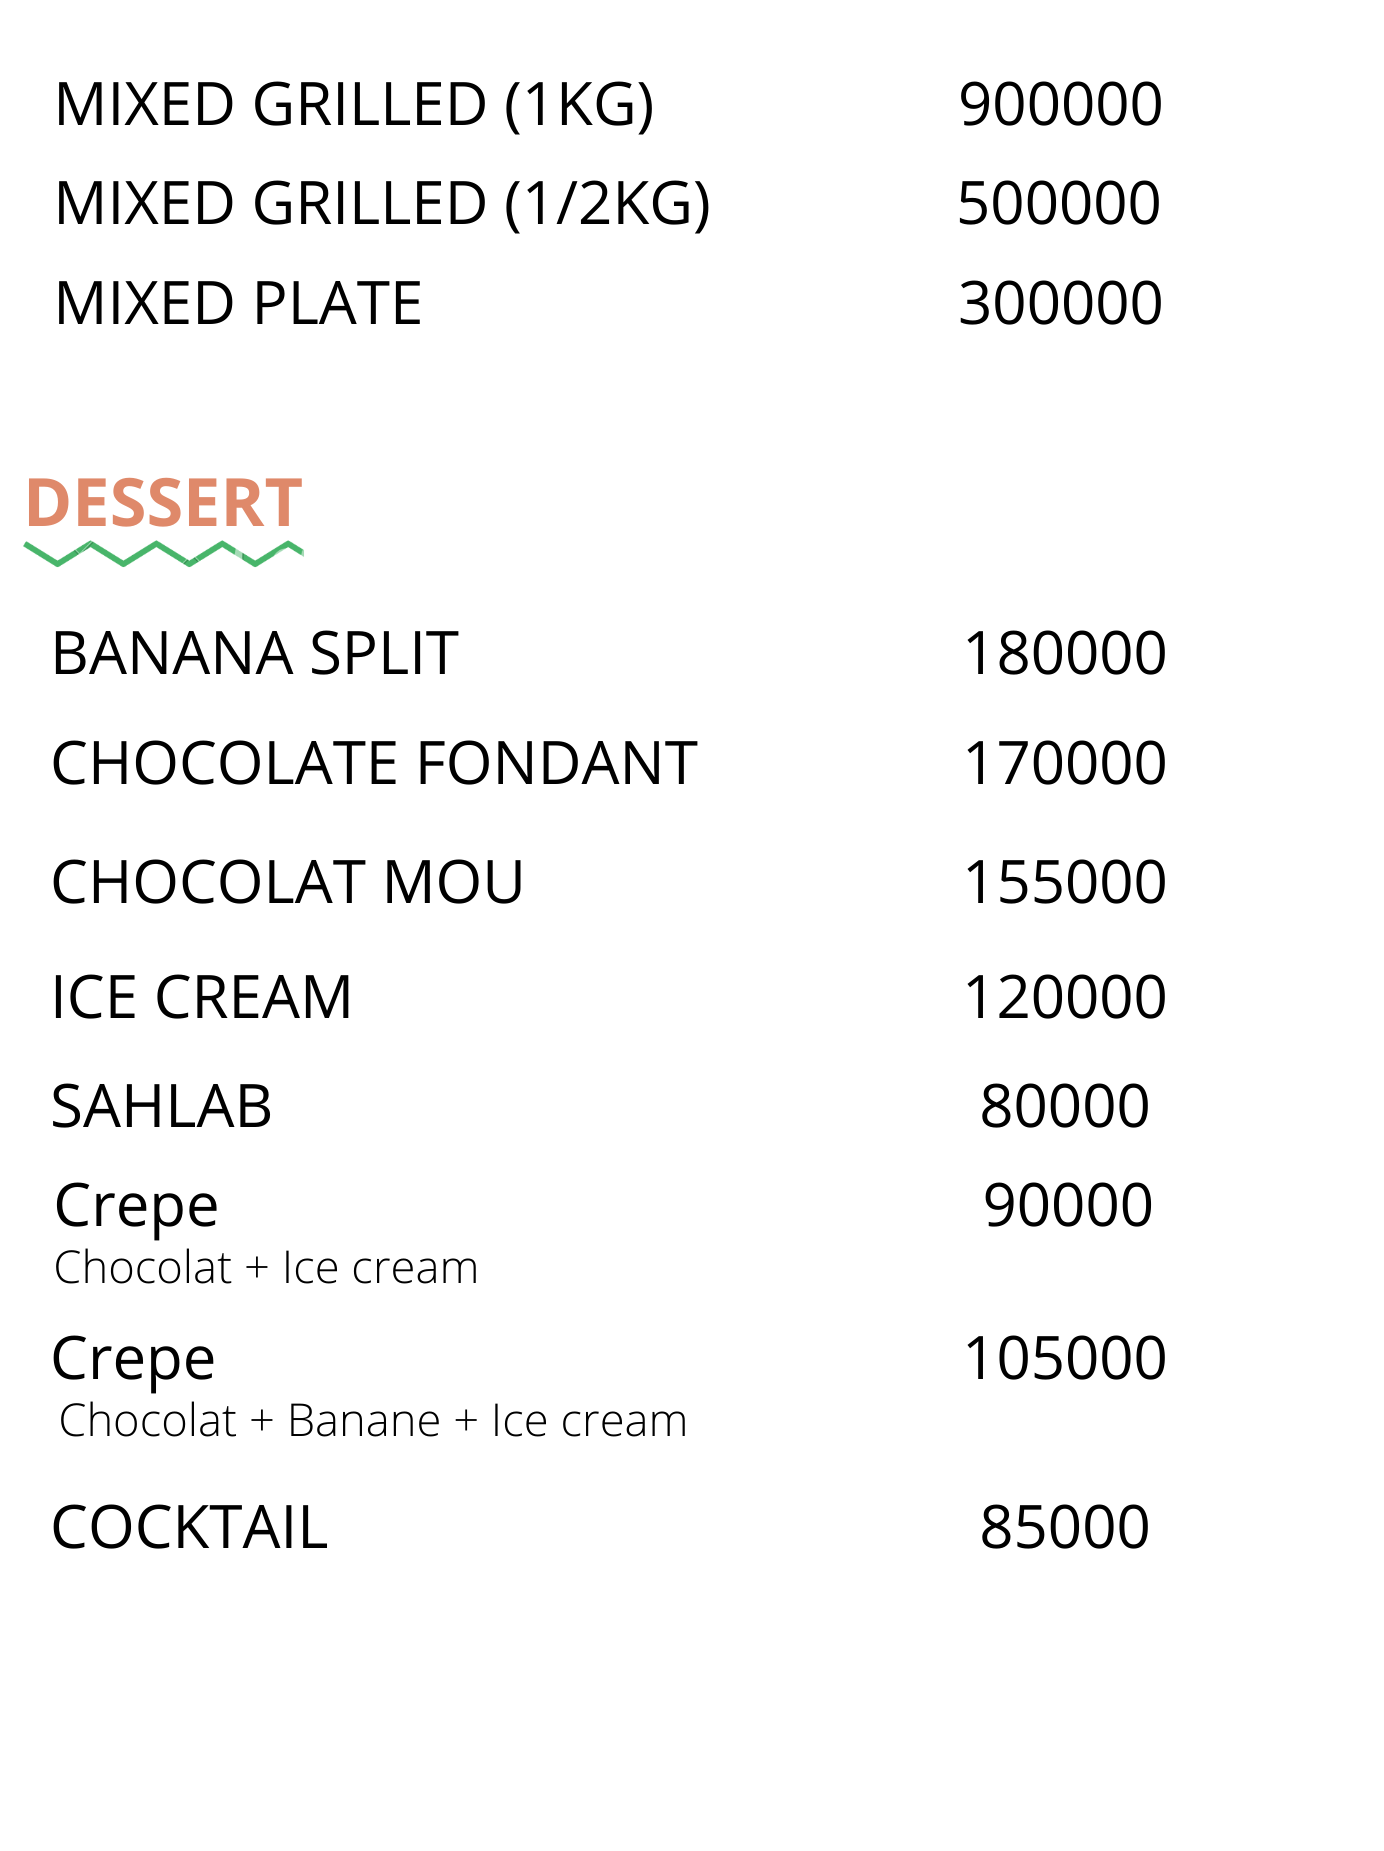 MIXED GRILLED (1KG) 900000
MIXED GRILLED (1/2KG) 500000
MIXED PLATE 300000
DESSERT
BANANA SPLIT 180000
CHOCOLATE FONDANT 170000
CHOCOLAT MOU 155000
ICE CREAM 120000
SAHLAB 80000
Crepe 90000
Chocolat + Ice cream
Crepe 105000
Chocolat + Banane + Ice cream
COCKTAIL 85000